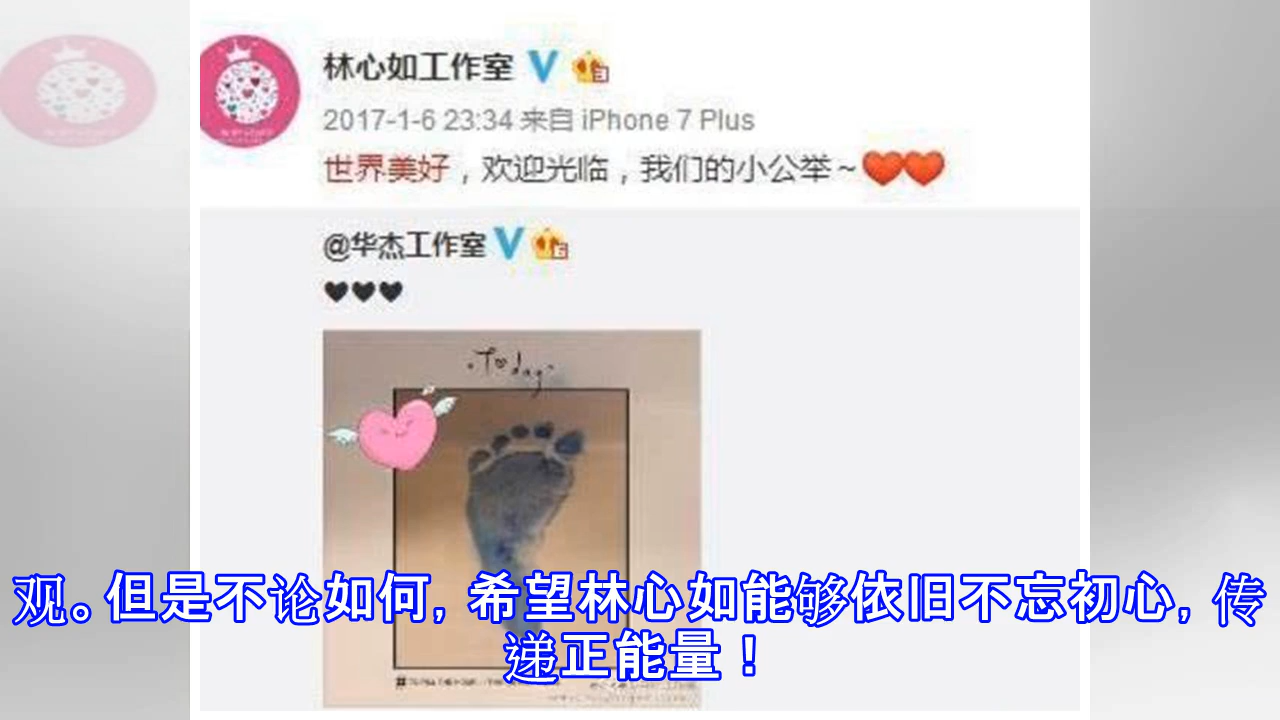 林心如工作室
2017-1-6 23:34 来自 iPhone 7 Plus
世界美好，欢迎光临，我们的小公举~
@华杰工作室
Today
观。但是不论如何，希望林心如能够依旧不忘初心，传
递正能量！